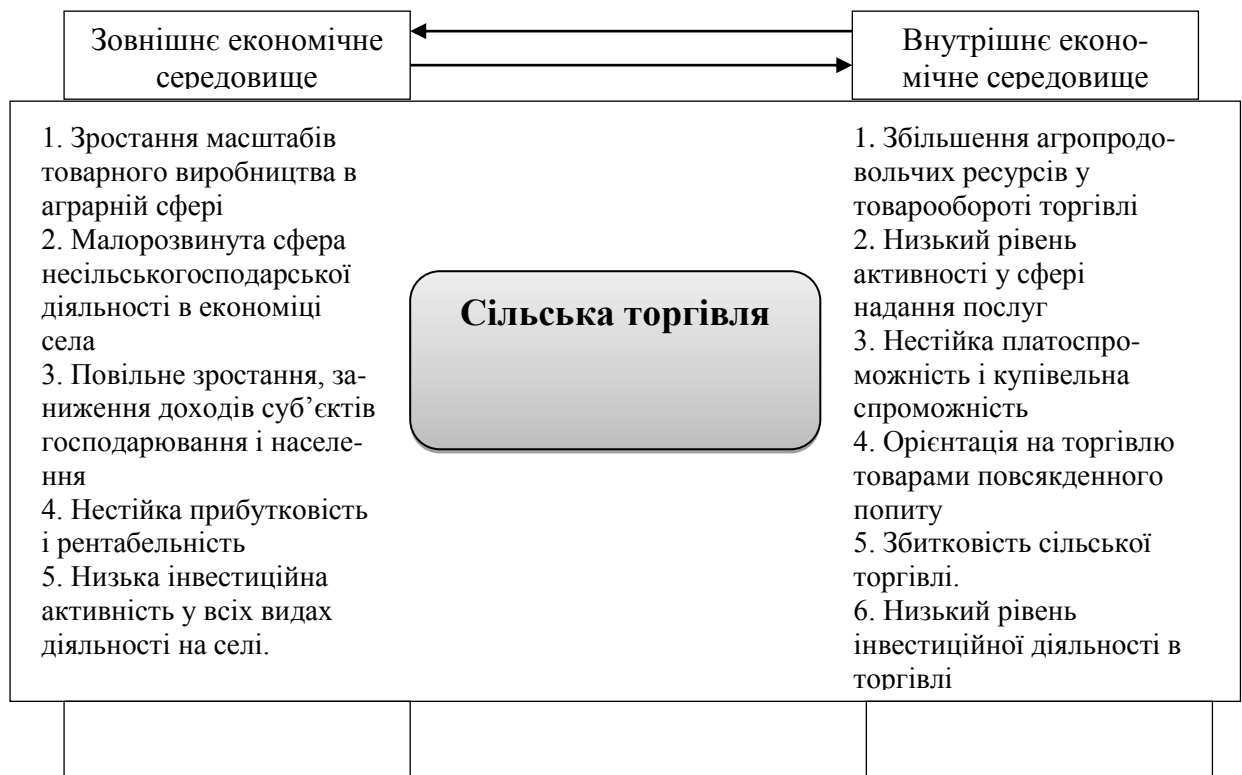 Зовнішнє економічне
середовище
Внутрішнє еконо-
мічне середовище
1. Зростання масштабів
товарного виробництва в
аграрній сфері
2. Малорозвинута сфера
несільськогосподарської
діяльності в економіці
села
3. Повільне зростання, за-
ниження доходів суб’єктів
господарювання і населе-
ння
4. Нестійка прибутковість
і рентабельність
5. Низька інвестиційна
активність у всіх видах
діяльності на селі.
Сільська торгівля
1. Збільшення агропродо-
вольчих ресурсів у
товарообороті торгівлі
2. Низький рівень
активності у сфері
надання послуг
3. Нестійка платоспро-
можність і купівельна
спроможність
4. Орієнтація на торгівлю
товарами повсякденного
попиту
5. Збитковість сільської
торгівлі.
6. Низький рівень
інвестиційної діяльності в
торгівлі